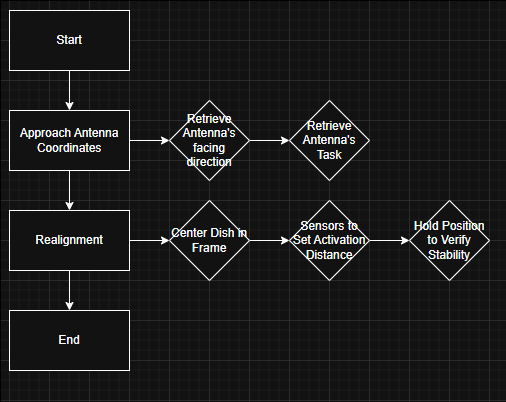 Start
Approach Antenna
Coordinates
Retrieve
Antenna's
facing
direction
Retrieve
Antenna's
Task
Realignment
Center Dish in
Frame
Sensors to
Set Activation
Distance
Hold Position
to Verify
Stability
End